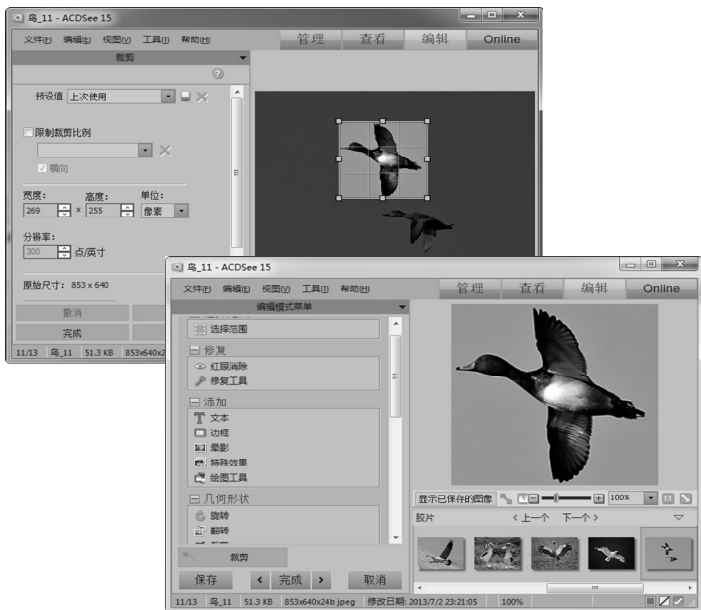 鸟_11 - ACDSee 15
文件(F) 编辑(E) 视图(V) 工具(T) 帮助(H) 管理 查看 编辑 Online
裁剪
预设值 上次使用
限制裁剪比例
横向
宽度： 高度： 单位：
269 x 255 像素
分辨率：
300 点/英寸
原始尺寸： 853 x 640
撤消
完成
11/13 鸟_11 51.3 KB 853x640x2
鸟_11 - ACDSee 15
文件(F) 编辑(E) 视图(V) 工具(T) 帮助(H) 管理 查看 编辑 Online
编辑模式菜单
选择范围
修复
红眼消除
修复工具
添加
文本
边框
晕影
特殊效果
绘图工具
几何形状
旋转
翻转
裁剪
保存 完成 取消
显示已保存的图像 100% 1:1
胶片 <上一个 下一个>
11/13 鸟_11 51.3 KB 853x640x24b jpeg 修改日期: 2013/7/2 23:21:05 100%